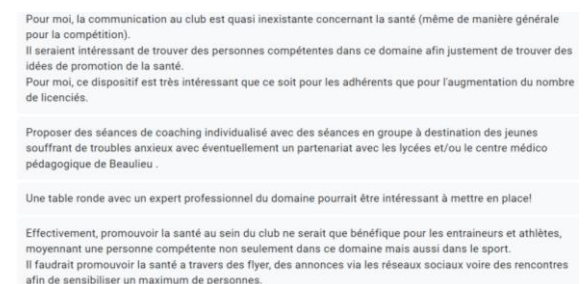 Pour moi, la communication au club est quasi inexistante concernant la santé (même de manière générale
pour la compétition).
Il seraient intéressant de trouver des personnes compétentes dans ce domaine afin justement de trouver des
idées de promotion de la santé.
Pour moi, ce dispositif est très intéressant que ce soit pour les adhérents que pour l'augmentation du nombre
de licenciés.
Proposer des séances de coaching individualisé avec des séances en groupe à destination des jeunes
souffrant de troubles anxieux avec éventuellement un partenariat avec les lycées et/ou le centre médico
pédagogique de Beaulieu .
Une table ronde avec un expert professionnel du domaine pourrait être intéressant à mettre en place!
Effectivement, promouvoir la santé au sein du club ne serait que bénéfique pour les entraineurs et athlètes,
moyennant une personne compétente non seulement dans ce domaine mais aussi dans le sport.
Il faudrait promouvoir la santé a travers des flyer, des annonces via les réseaux sociaux voire des rencontres
afin de sensibiliser un maximum de personnes.